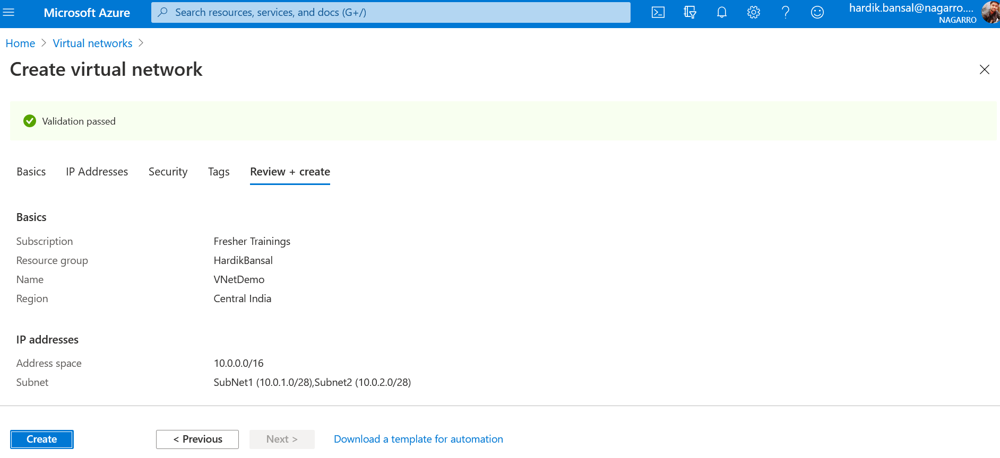 Microsoft Azure
Search resources, services, and docs (G+/)
hardik.bansal@nagarro....
NAGARRO
Home > Virtual networks >
Create virtual network
Validation passed
Basics IP Addresses Security Tags Review + create
Basics
Subscription Fresher Trainings
Resource group HardikBansal
Name VNetDemo
Region Central India
IP addresses
Address space 10.0.0.0/16
Subnet SubNet1 (10.0.1.0/28),Subnet2 (10.0.2.0/28)
Create < Previous Next > Download a template for automation